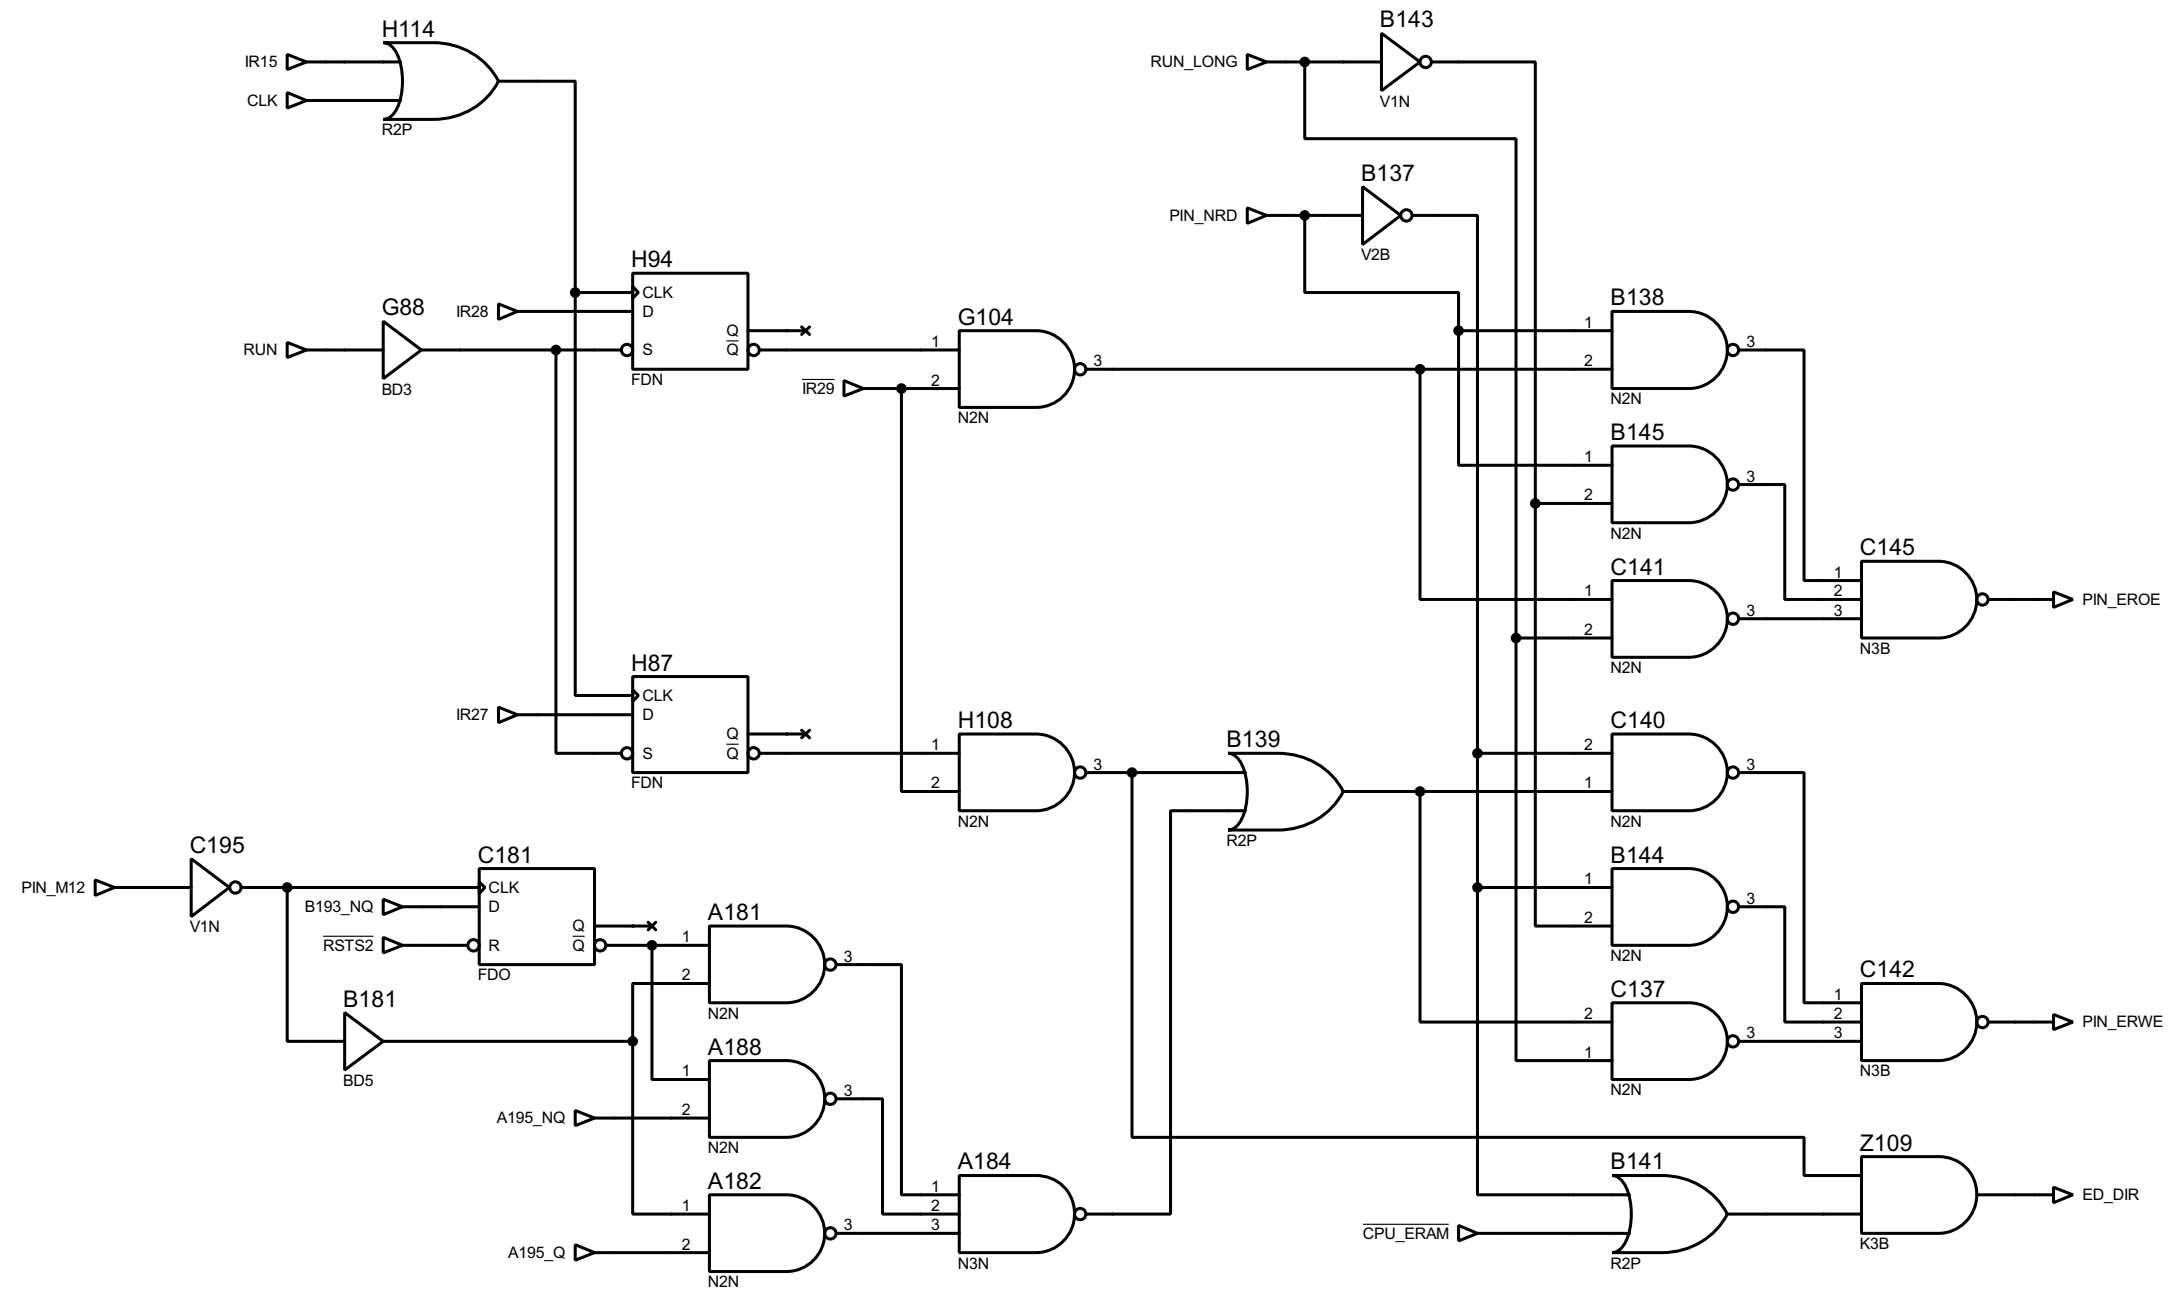 H114
IR15
CLK
R2P
RUN_LONG
B143
V1N
PIN_NRD
B137
V2B
H94
CLK
D
Q
S
Q̅
FDN
IR28
G88
RUN
BD3
G104
1
2
3
N2N
I̅R̅2̅9̅
B138
1
2
3
N2N
B145
1
2
3
N2N
C141
1
2
3
N2N
C145
1
2
3
N3B
PIN_EROE
H87
CLK
D
Q
S
Q̅
FDN
IR27
H108
1
2
3
N2N
B139
R2P
C140
2
1
3
N2N
B144
1
2
3
N2N
C137
2
1
3
N2N
C142
1
2
3
N3B
PIN_ERWE
C195
PIN_M12
V1N
C181
CLK
B193_NQ
D
Q
R̅S̅T̅S̅2̅
R
Q̅
FDO
B181
BD5
A181
1
2
3
N2N
A188
1
2
3
A195_NQ
N2N
A182
1
2
3
A195_Q
N2N
A184
1
2
3
N3N
B141
C̅P̅U̅_̅E̅R̅A̅M̅
R2P
Z109
K3B
ED_DIR